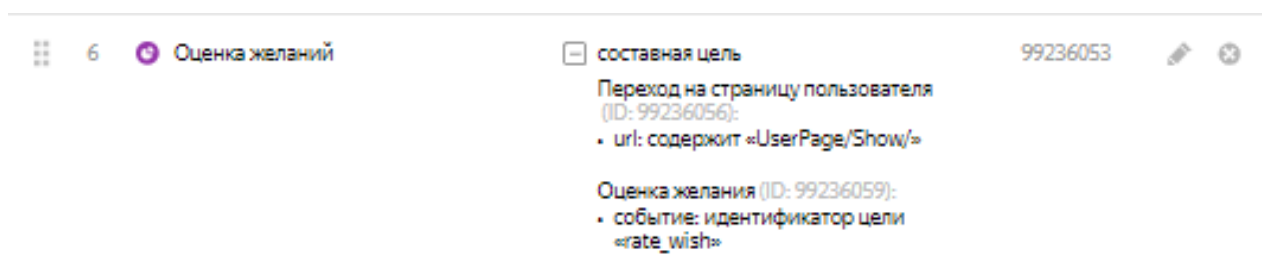 6 Оценка желаний составная цель 99236053
Переход на страницу пользователя
(ID: 99236056):
• url: содержит «UserPage/Show/»
Оценка желания (ID: 99236059):
• событие: идентификатор цели
«rate_wish»